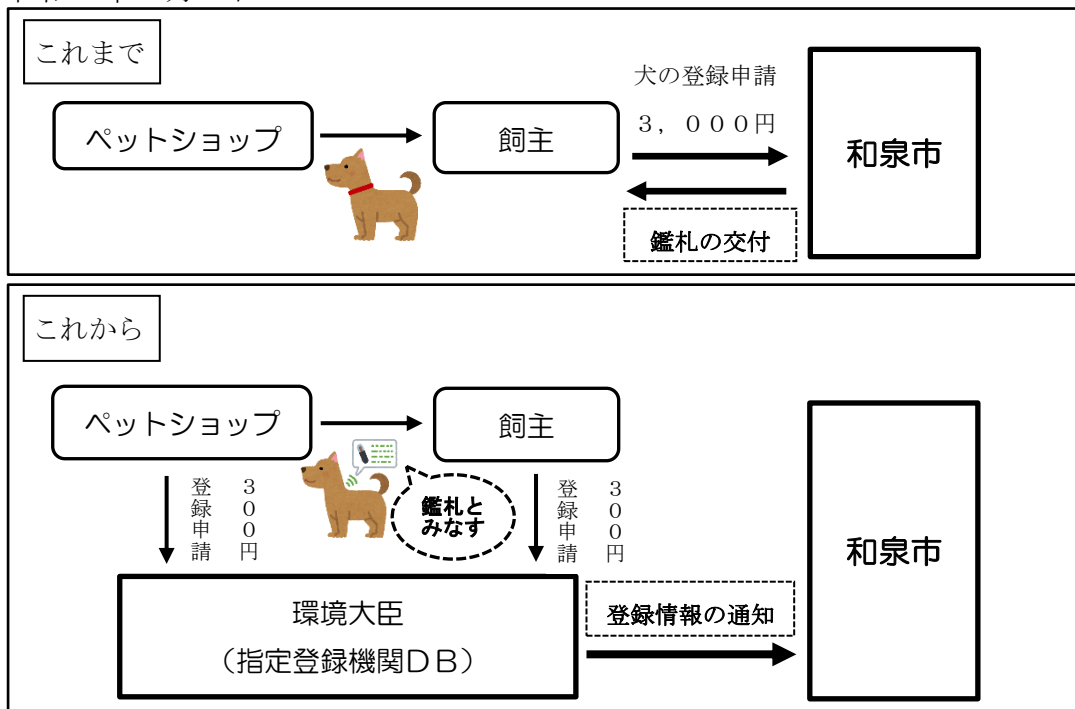 これまで
犬の登録申請
ペットショップ
飼主
3，000円
和泉市
鑑札の交付
これから
ペットショップ
飼主
鑑札と
みなす
登録申請
300円
登録申請
300円
和泉市
環境大臣
（指定登録機関DB）
登録情報の通知